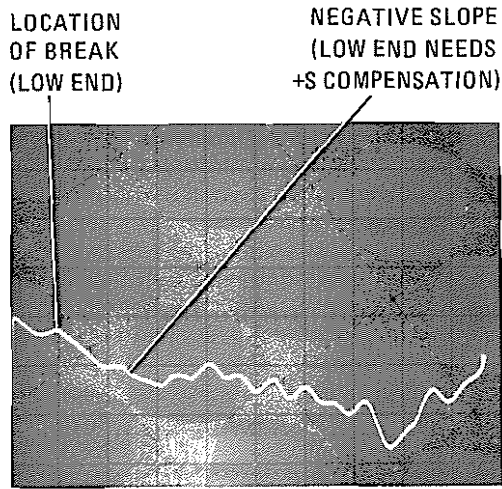 LOCATION
OF BREAK
(LOW END)
NEGATIVE SLOPE
(LOW END NEEDS
+S COMPENSATION)